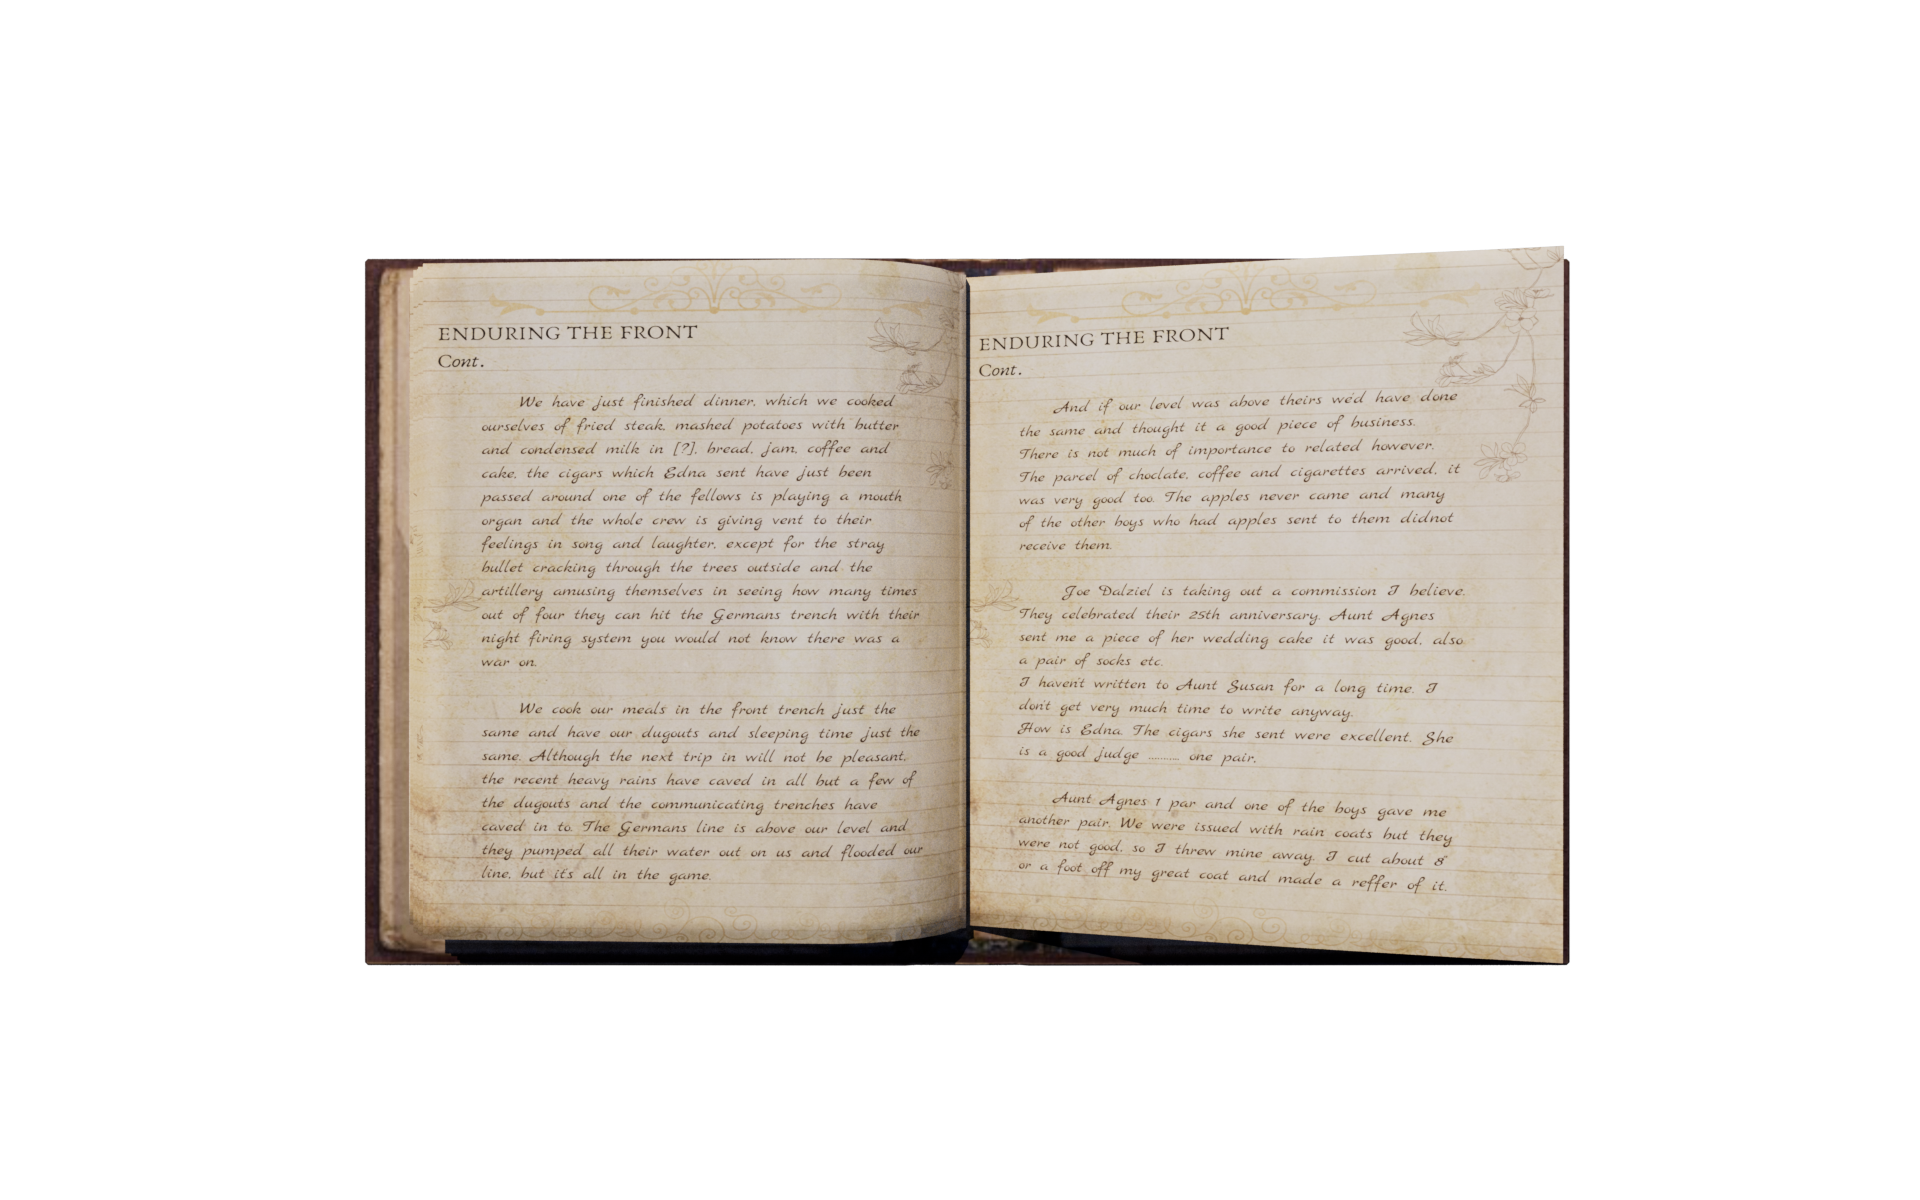 ENDURING THE FRONT
Cont.
We have just finished dinner, which we cooked
ourselves of fried steak, mashed potatoes with butter
and condensed milk in [?], bread, jam, coffee and
cake, the cigars which Edna sent have just been
passed around one of the fellows is playing a mouth
organ and the whole crew is giving vent to their
feelings in song and laughter, except for the stray
bullet cracking through the trees outside and the
artillery amusing themselves in seeing how many times
out of four they can hit the Germans trench with their
night firing system you would not know there was a
war on.
We cook our meals in the front trench just the
same and have our dugouts and sleeping time just the
same. Although the next trip in will not be pleasant,
the recent heavy rains have caved in all but a few of
the dugouts and the communicating trenches have
caved in to. The Germans line is above our level and
they pumped all their water out on us and flooded our
line, but it's all in the game.
ENDURING THE FRONT
Cont.
And if our level was above theirs we'd have done
the same and thought it a good piece of business.
There is not much of importance to related however.
The parcel of choclate, coffee and cigarettes arrived, it
was very good too. The apples never came and many
of the other boys who had apples sent to them didnot
receive them.
Joe Dalziel is taking out a commission I believe.
They celebrated their 25th anniversary. Aunt Agnes
sent me a piece of her wedding cake it was good, also
a pair of socks etc.
I haven't written to Aunt Susan for a long time. I
don't get very much time to write anyway.
How is Edna. The cigars she sent were excellent. She
is a good judge ........... one pair,
Aunt Agnes 1 par and one of the boys gave me
another pair. We were issued with rain coats but they
were not good, so I threw mine away. I cut about 8"
or a foot off my great coat and made a reffer of it.